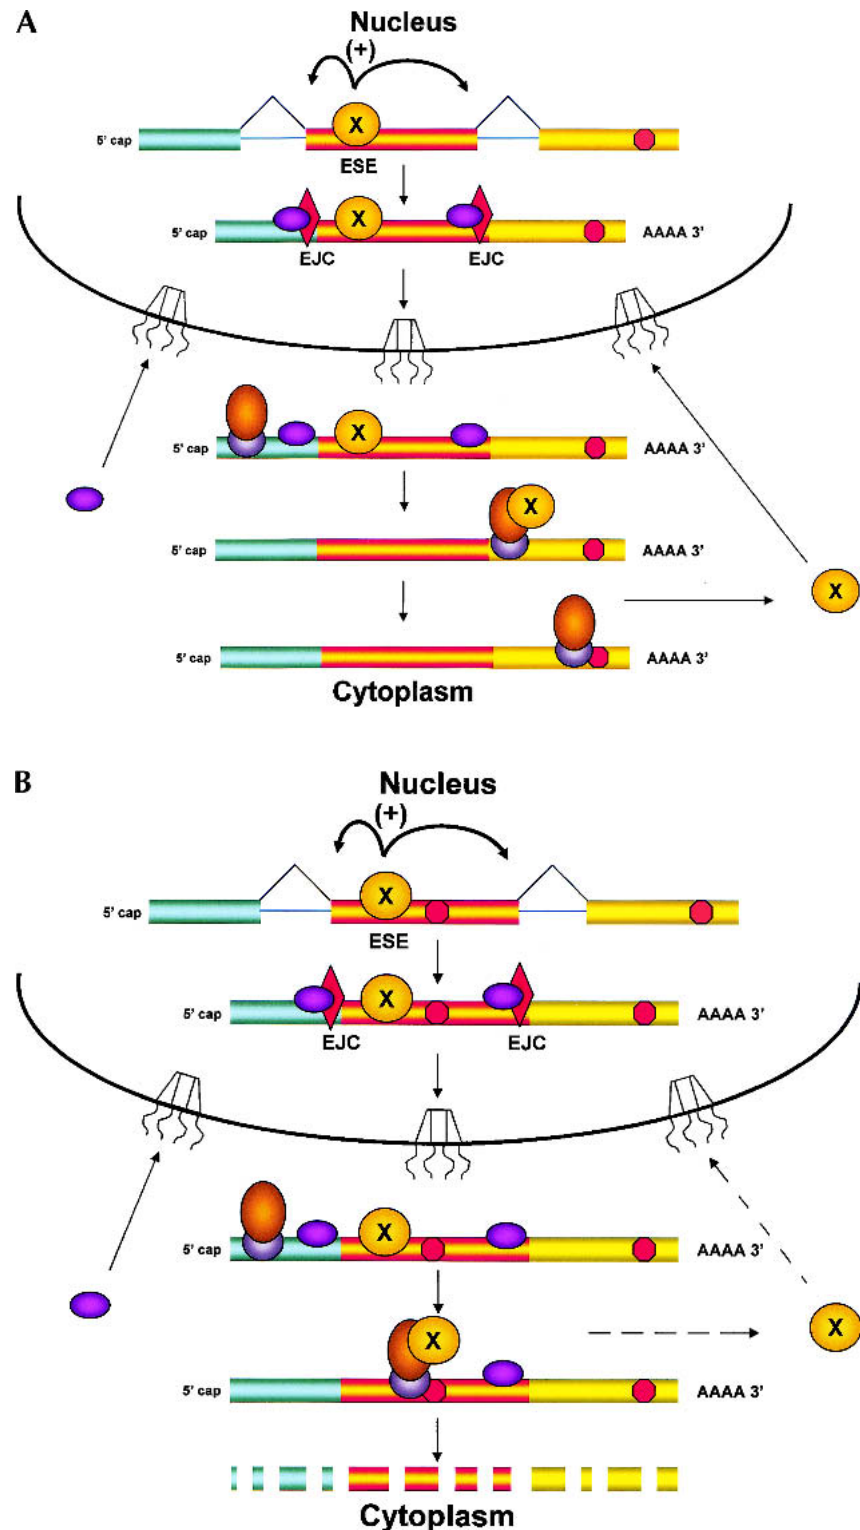 A
Nucleus
(+)
X
5' cap
ESE
X
5' cap
AAAA 3'
EJC
EJC
X
5' cap
AAAA 3'
X
5' cap
AAAA 3'
X
5' cap
AAAA 3'
Cytoplasm
B
Nucleus
(+)
X
5' cap
ESE
X
5' cap
AAAA 3'
EJC
EJC
X
5' cap
AAAA 3'
X
X
5' cap
AAAA 3'
Cytoplasm